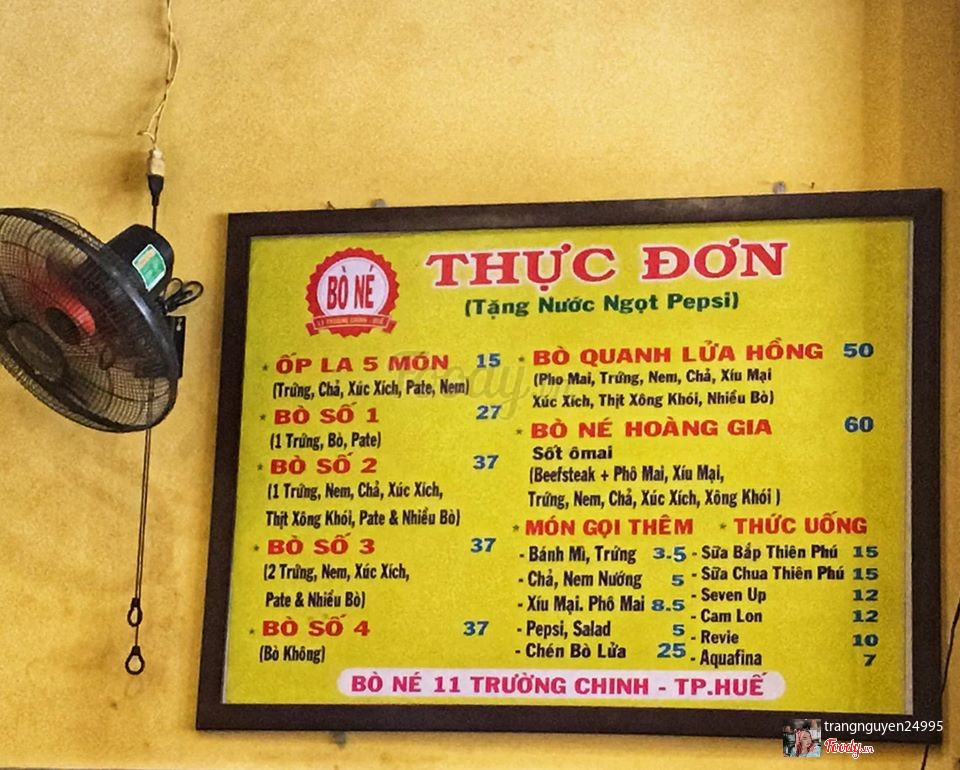 THỰC ĐƠN
(Tặng Nước Ngọt Pepsi)
BÒ NÉ
11 TRƯỜNG CHINH - HUẾ
* ỐP LA 5 MÓN 15
(Trứng, Chả, Xúc Xích, Pate, Nem)
* BÒ SỐ 1 27
(1 Trứng, Bò, Pate)
* BÒ SỐ 2 37
(1 Trứng, Nem, Chả, Xúc Xích,
Thịt Xông Khói, Pate & Nhiều Bò)
* BÒ SỐ 3 37
(2 Trứng, Nem, Xúc Xích,
Pate & Nhiều Bò)
* BÒ SỐ 4 37
(Bò Không)
* BÒ QUANH LỬA HỒNG 50
(Pho Mai, Trứng, Nem, Chả, Xíu Mại
Xúc Xích, Thịt Xông Khói, Nhiều Bò)
* BÒ NÉ HOÀNG GIA 60
Sốt ômai
(Beefsteak + Phô Mai, Xíu Mại,
Trứng, Nem, Chả, Xúc Xích, Xông Khói )
* MÓN GỌI THÊM
- Bánh Mì, Trứng 3.5
- Chả, Nem Nướng 5
- Xíu Mại. Phô Mai 8.5
- Pepsi, Salad 5
- Chén Bò Lửa 25
* THỨC UỐNG
- Sữa Bắp Thiên Phú 15
- Sữa Chua Thiên Phú 15
- Seven Up 12
- Cam Lon 12
- Revie 10
- Aquafina 7
BÒ NÉ 11 TRƯỜNG CHINH - TP.HUẾ
Foody.vn
trangnguyen24995
Foody.vn